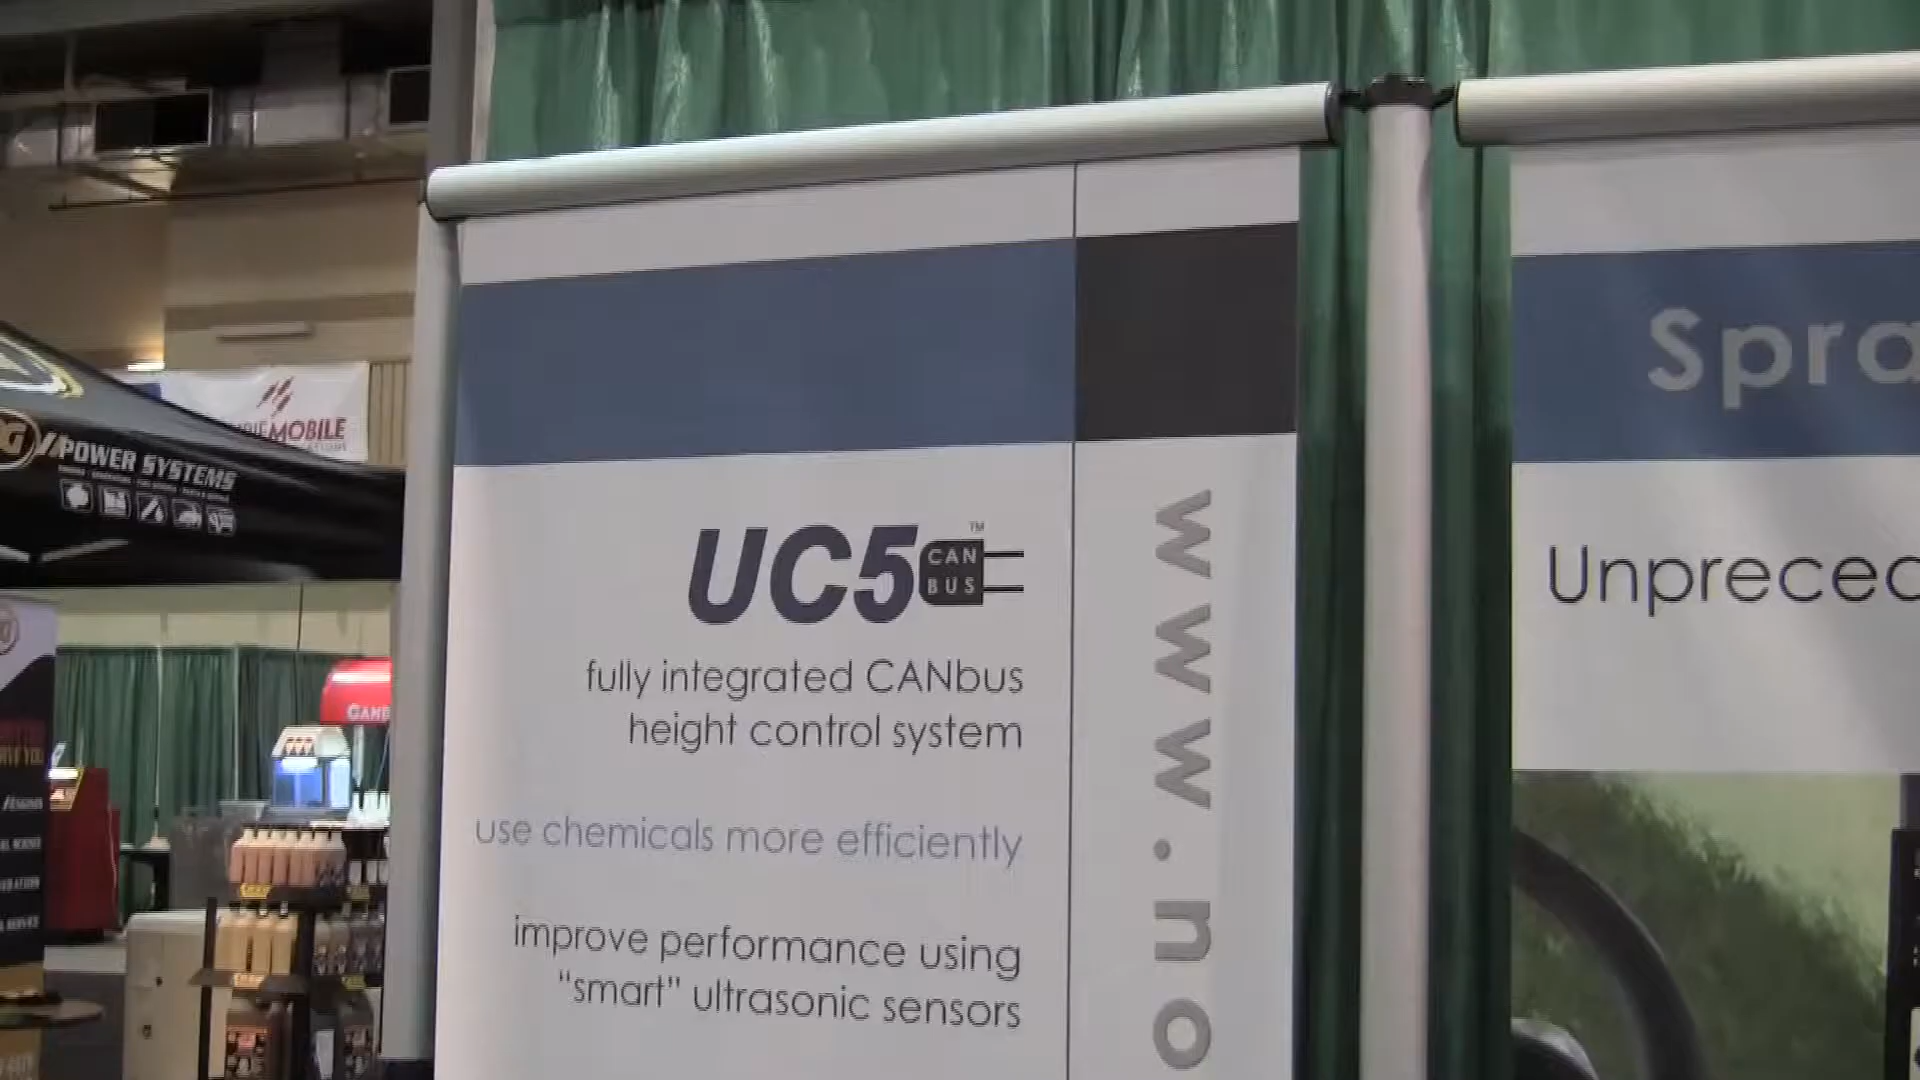 UC5 CAN BUS ™
fully integrated CANbus
height control system
use chemicals more efficiently
improve performance using
"smart" ultrasonic sensors
www.no
Spra
Unpreced
POWER SYSTEMS
MOBILE